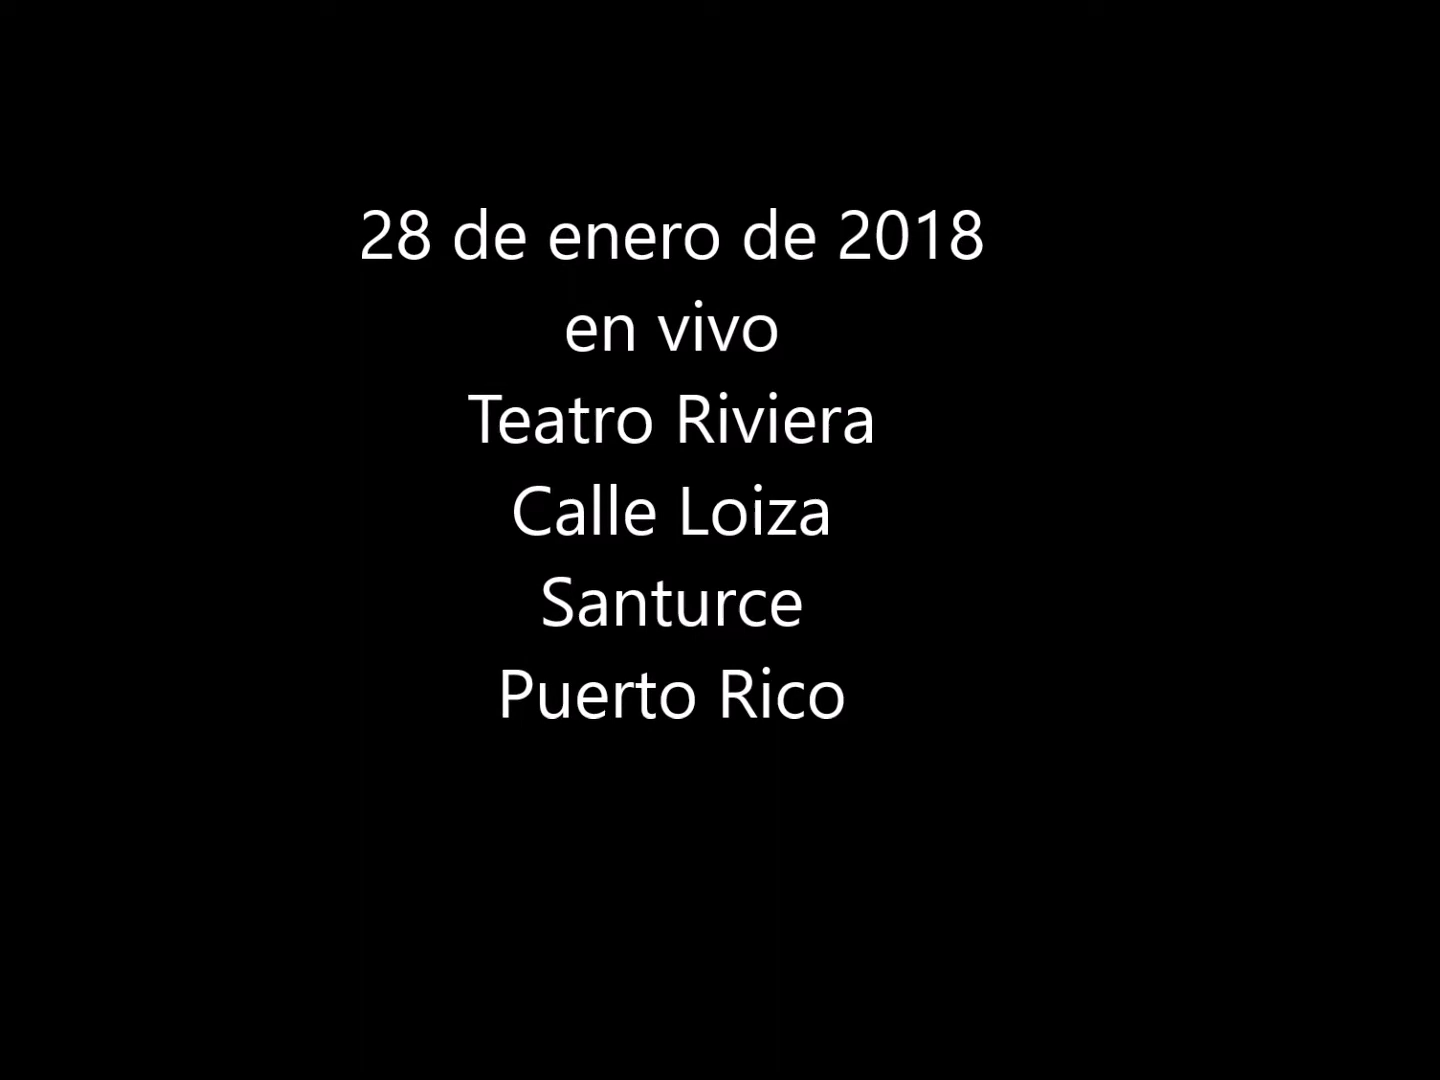 28 de enero de 2018
en vivo
Teatro Riviera
Calle Loiza
Santurce
Puerto Rico